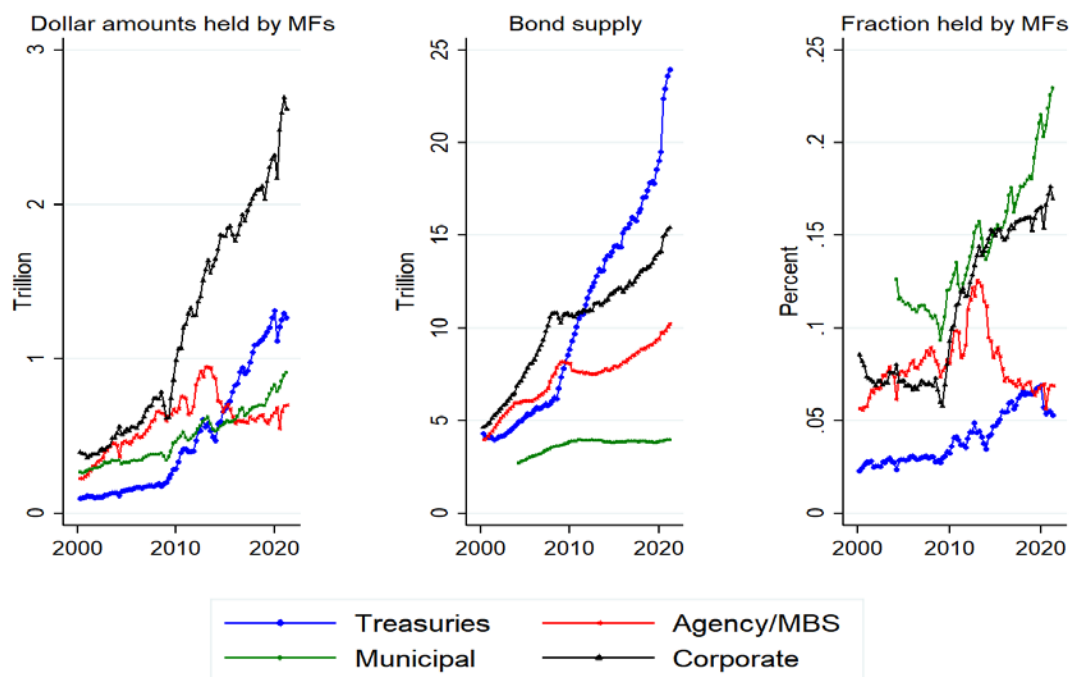 Dollar amounts held by MFs
Bond supply
Fraction held by MFs
Trillion
0
1
2
3
2000
2010
2020
Trillion
0
5
10
15
20
25
2000
2010
2020
Percent
0
.05
.1
.15
.2
.25
2000
2010
2020
Treasuries
Agency/MBS
Municipal
Corporate